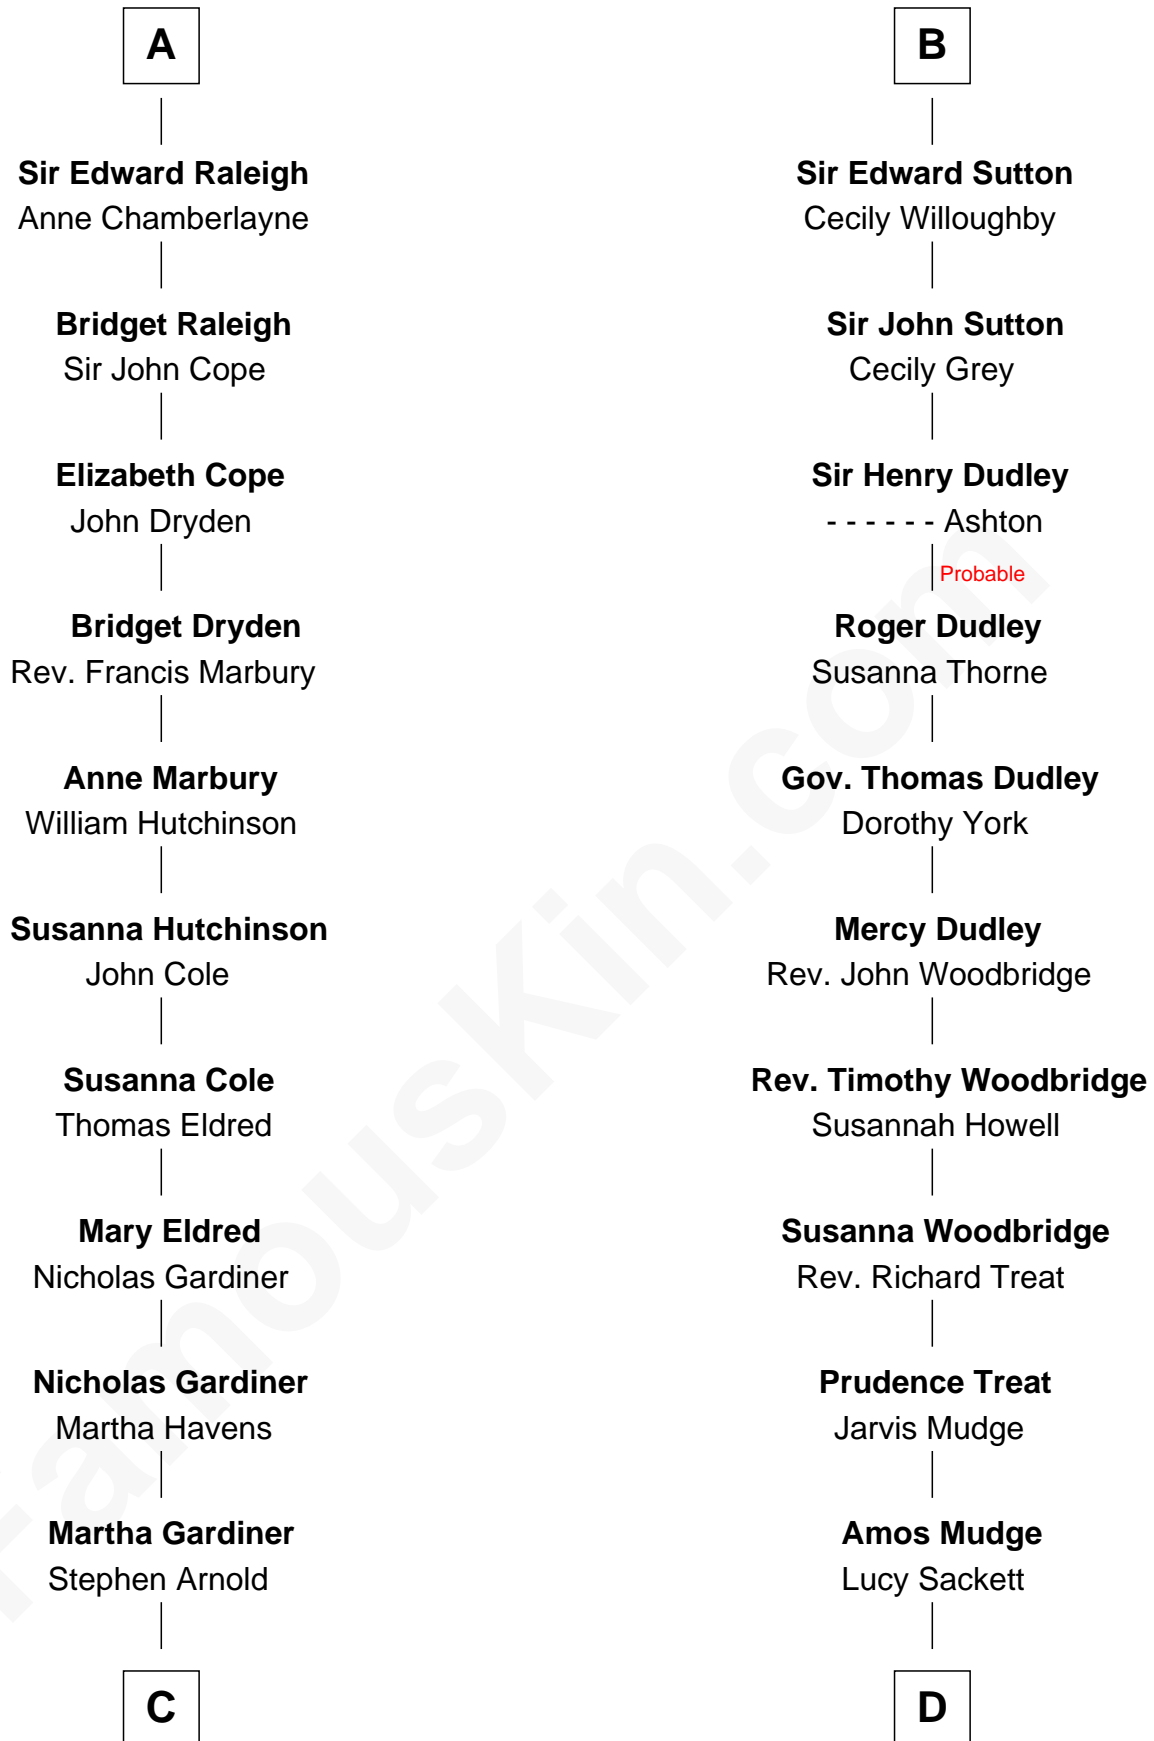 A
Sir Edward Raleigh
Anne Chamberlayne
Bridget Raleigh
Sir John Cope
Elizabeth Cope
John Dryden
Bridget Dryden
Rev. Francis Marbury
Anne Marbury
William Hutchinson
Susanna Hutchinson
John Cole
Susanna Cole
Thomas Eldred
Mary Eldred
Nicholas Gardiner
Nicholas Gardiner
Martha Havens
Martha Gardiner
Stephen Arnold
C
B
Sir Edward Sutton
Cecily Willoughby
Sir John Sutton
Cecily Grey
Sir Henry Dudley
- - - - - - Ashton
Probable
Roger Dudley
Susanna Thorne
Gov. Thomas Dudley
Dorothy York
Mercy Dudley
Rev. John Woodbridge
Rev. Timothy Woodbridge
Susannah Howell
Susanna Woodbridge
Rev. Richard Treat
Prudence Treat
Jarvis Mudge
Amos Mudge
Lucy Sackett
D
FamousKin.com